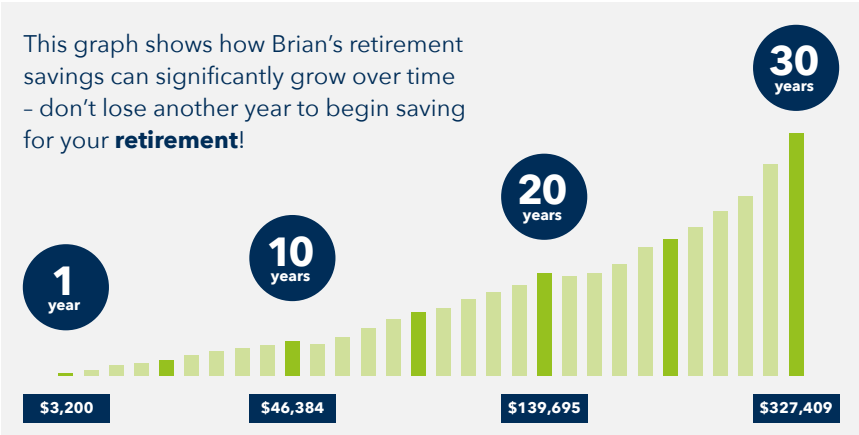 This graph shows how Brian’s retirement
savings can significantly grow over time
– don’t lose another year to begin saving
for your retirement!
30
years
20
years
10
years
1
year
$3,200
$46,384
$139,695
$327,409